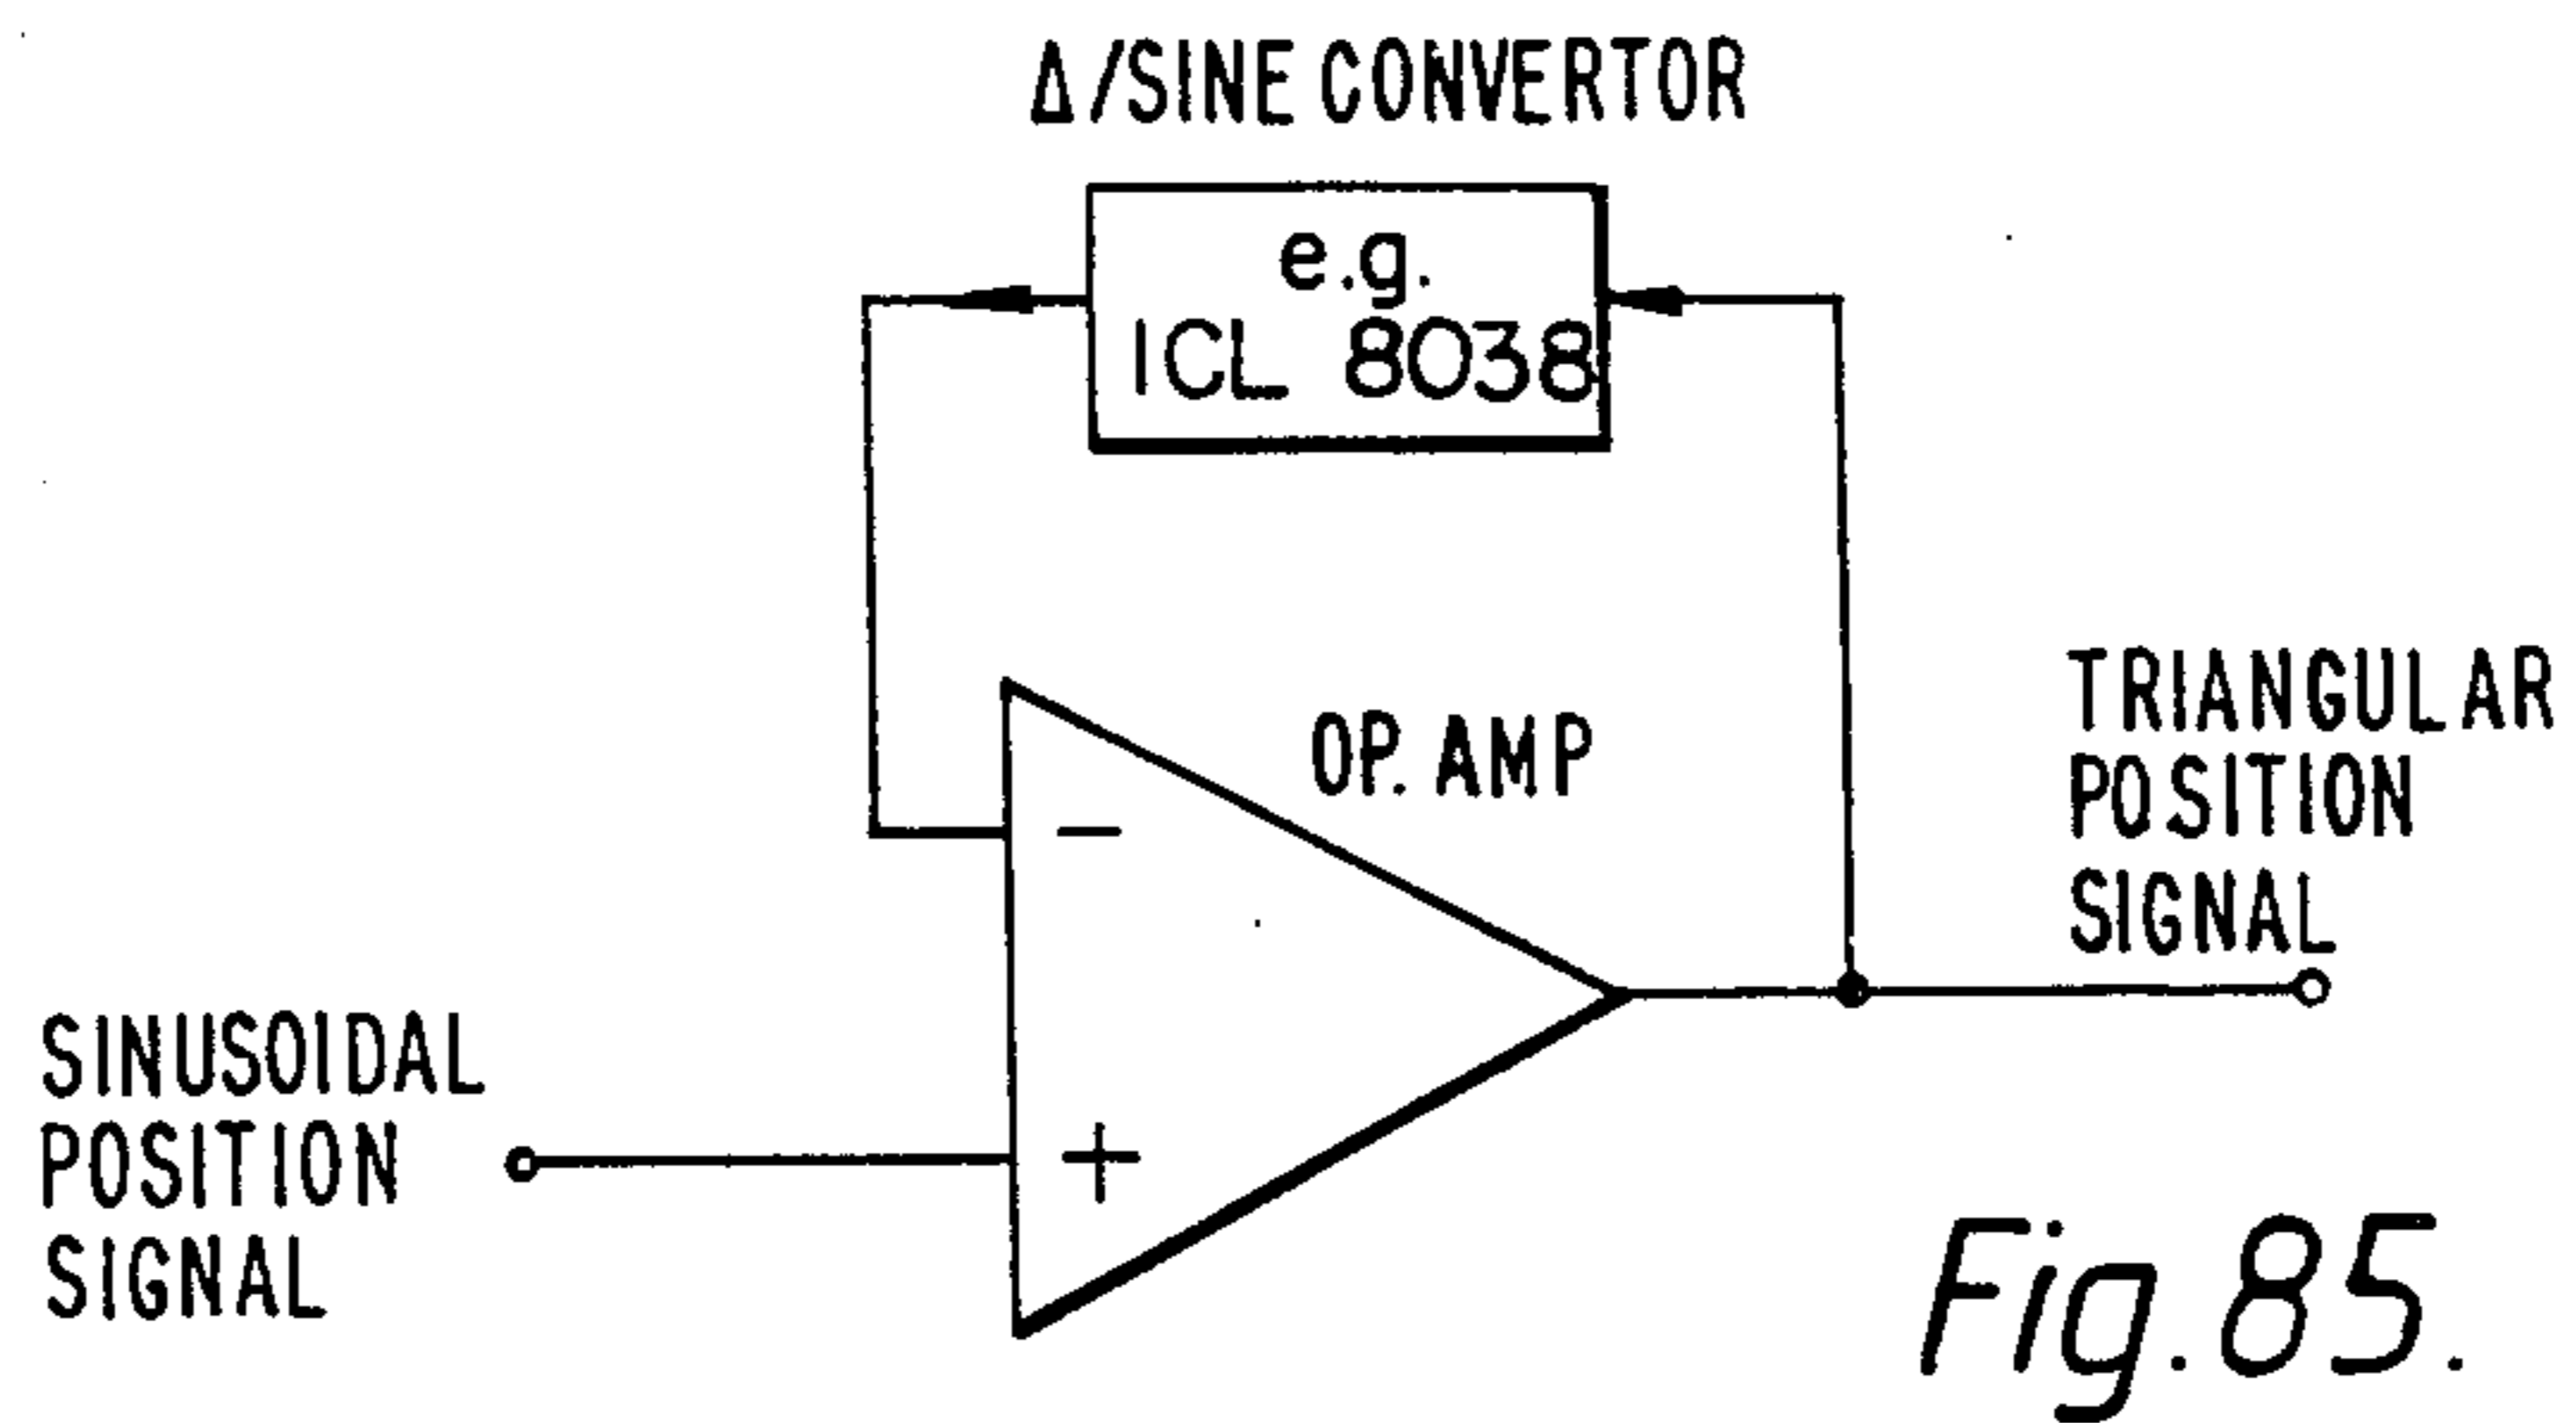 Δ/SINE CONVERTOR
e.g.
ICL 8038
OP. AMP
−
+
TRIANGULAR
POSITION
SIGNAL
SINUSOIDAL
POSITION
SIGNAL
Fig.85.